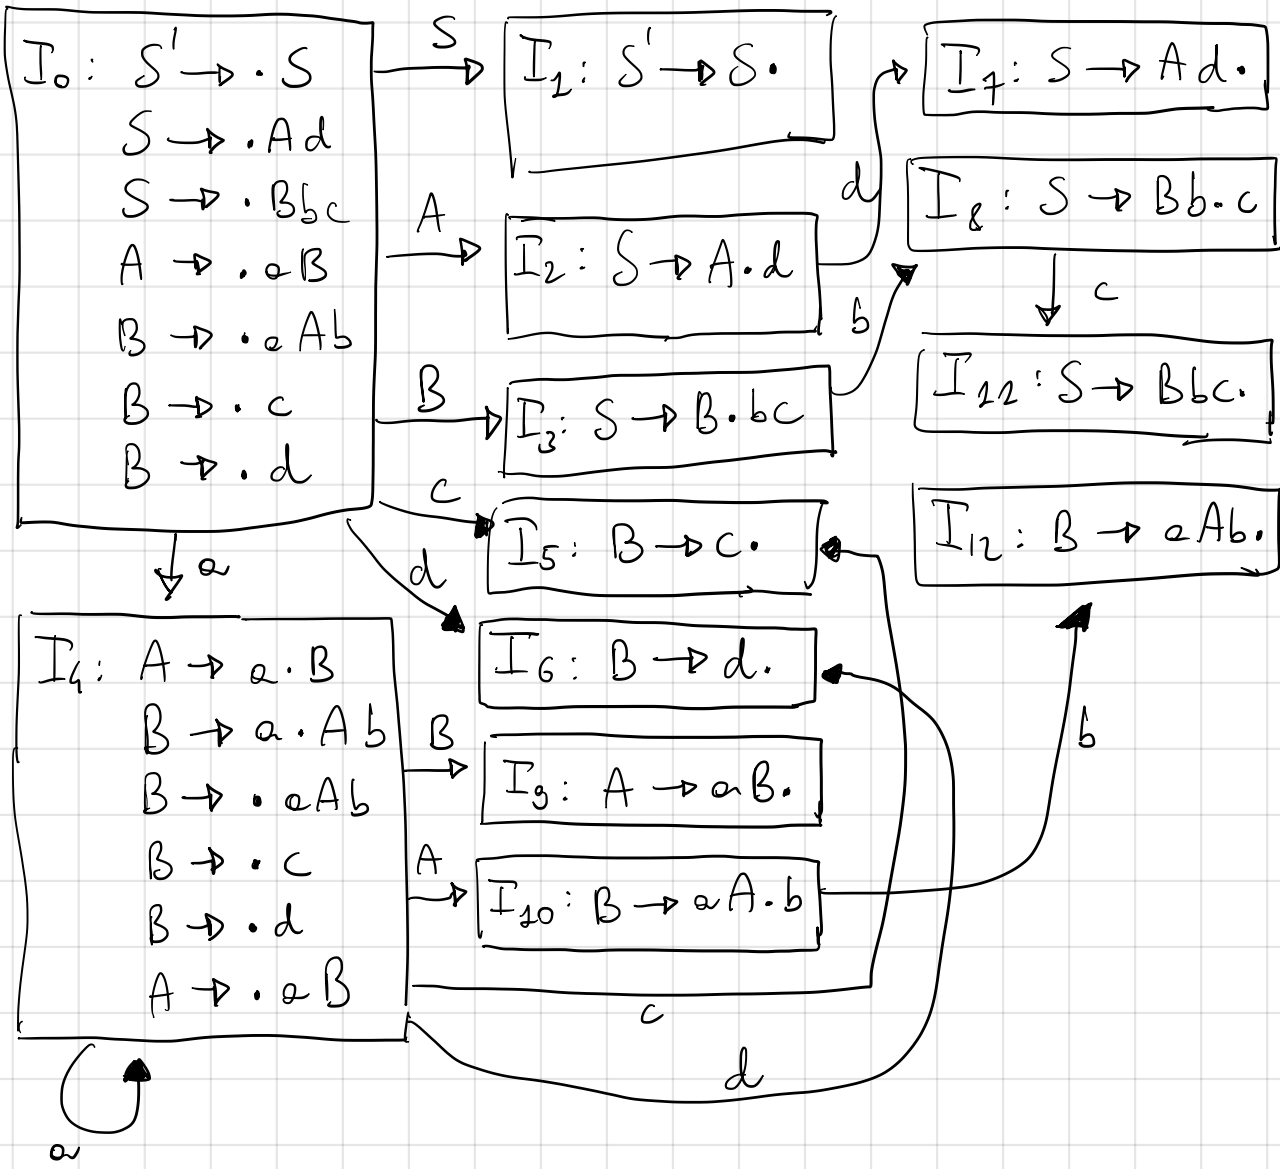 I₀: S' → . S
S → . Ad
S → . Bbc
A → . aB
B → . aAb
B → . c
B → . d
S
I₁: S' → S.
A
I₂: S → A.d
B
I₃: S → B.bc
c
I₅: B → c.
d
I₆: B → d.
a
I₄: A → a.B
B → a.Ab
B → . aAb
B → . c
B → . d
A → . aB
B
I₉: A → aB.
A
I₁₀: B → aA.b
c
d
a
d
I₇: S → Ad.
b
I₈: S → Bb.c
c
I₁₂: S → Bbc.
I₁₂: B → aAb.
b